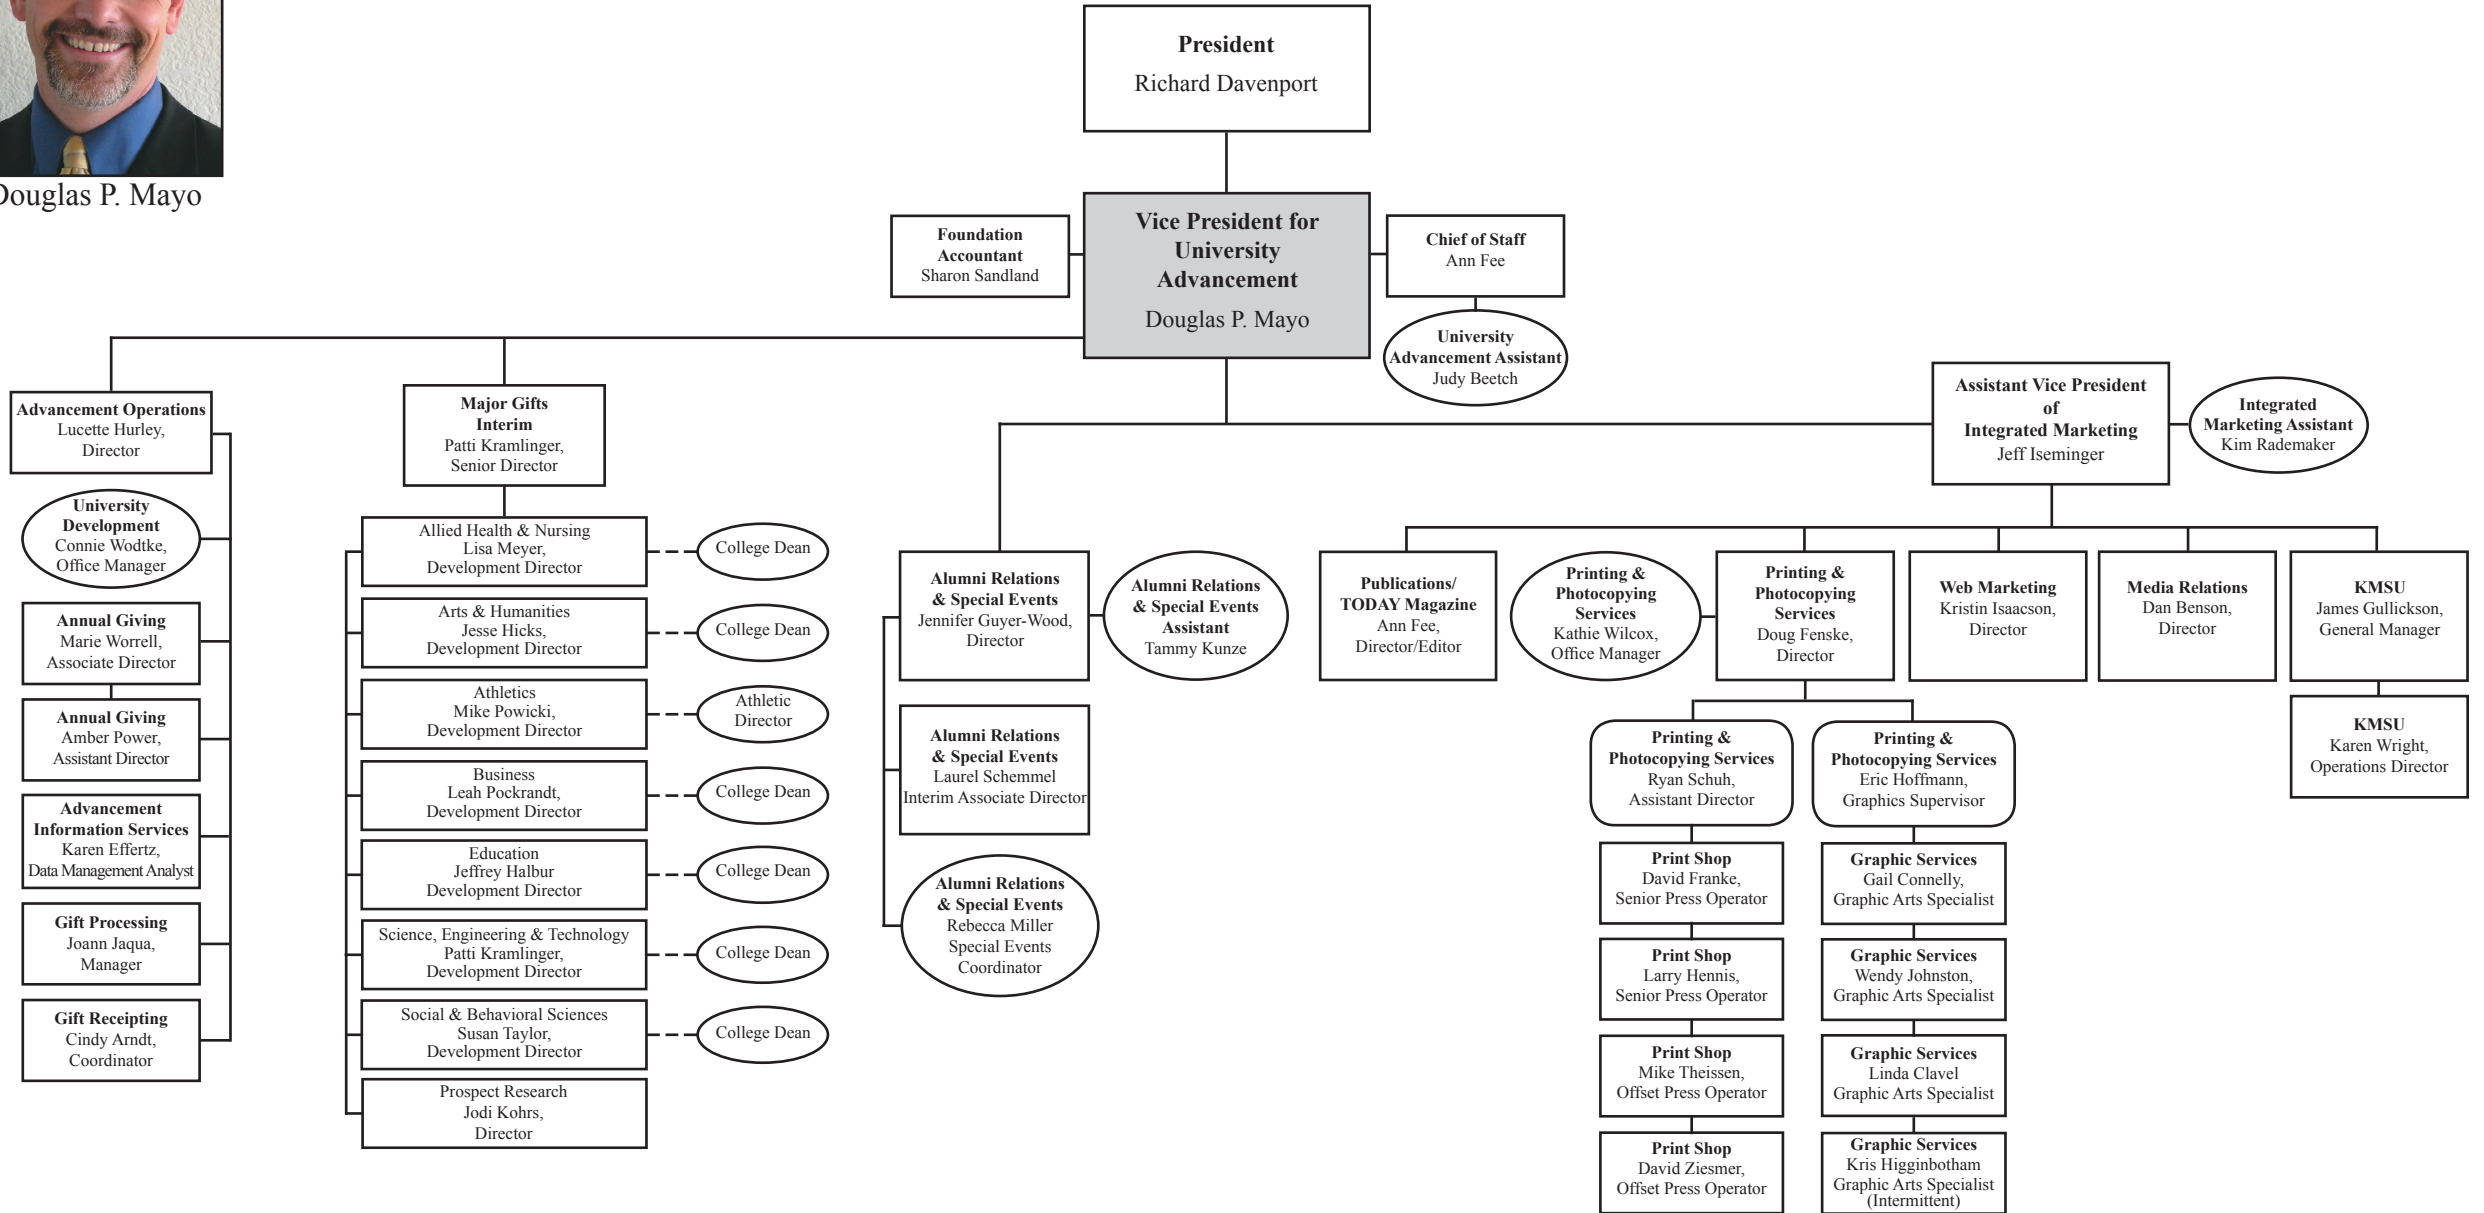 Douglas P. Mayo
President
Richard Davenport
Vice President for
University
Advancement
Douglas P. Mayo
Foundation
Accountant
Sharon Sandland
Chief of Staff
Ann Fee
University
Advancement Assistant
Judy Beetch
Advancement Operations
Lucette Hurley,
Director
University
Development
Connie Wodtke,
Office Manager
Annual Giving
Marie Worrell,
Associate Director
Annual Giving
Amber Power,
Assistant Director
Advancement
Information Services
Karen Effertz,
Data Management Analyst
Gift Processing
Joann Jaqua,
Manager
Gift Receipting
Cindy Arndt,
Coordinator
Major Gifts
Interim
Patti Kramlinger,
Senior Director
Allied Health & Nursing
Lisa Meyer,
Development Director
College Dean
Arts & Humanities
Jesse Hicks,
Development Director
College Dean
Athletics
Mike Powicki,
Development Director
Athletic
Director
Business
Leah Pockrandt,
Development Director
College Dean
Education
Jeffrey Halbur
Development Director
College Dean
Science, Engineering & Technology
Patti Kramlinger,
Development Director
College Dean
Social & Behavioral Sciences
Susan Taylor,
Development Director
College Dean
Prospect Research
Jodi Kohrs,
Director
Alumni Relations
& Special Events
Jennifer Guyer-Wood,
Director
Alumni Relations
& Special Events
Assistant
Tammy Kunze
Alumni Relations
& Special Events
Laurel Schemmel
Interim Associate Director
Alumni Relations
& Special Events
Rebecca Miller
Special Events
Coordinator
Assistant Vice President
of
Integrated Marketing
Jeff Iseminger
Integrated
Marketing Assistant
Kim Rademaker
Publications/
TODAY Magazine
Ann Fee,
Director/Editor
Printing &
Photocopying
Services
Kathie Wilcox,
Office Manager
Printing &
Photocopying
Services
Doug Fenske,
Director
Web Marketing
Kristin Isaacson,
Director
Media Relations
Dan Benson,
Director
KMSU
James Gullickson,
General Manager
KMSU
Karen Wright,
Operations Director
Printing &
Photocopying Services
Ryan Schuh,
Assistant Director
Printing &
Photocopying Services
Eric Hoffmann,
Graphics Supervisor
Print Shop
David Franke,
Senior Press Operator
Print Shop
Larry Hennis,
Senior Press Operator
Print Shop
Mike Theissen,
Offset Press Operator
Print Shop
David Ziesmer,
Offset Press Operator
Graphic Services
Gail Connelly,
Graphic Arts Specialist
Graphic Services
Wendy Johnston,
Graphic Arts Specialist
Graphic Services
Linda Clavel
Graphic Arts Specialist
Graphic Services
Kris Higginbotham
Graphic Arts Specialist
(Intermittent)